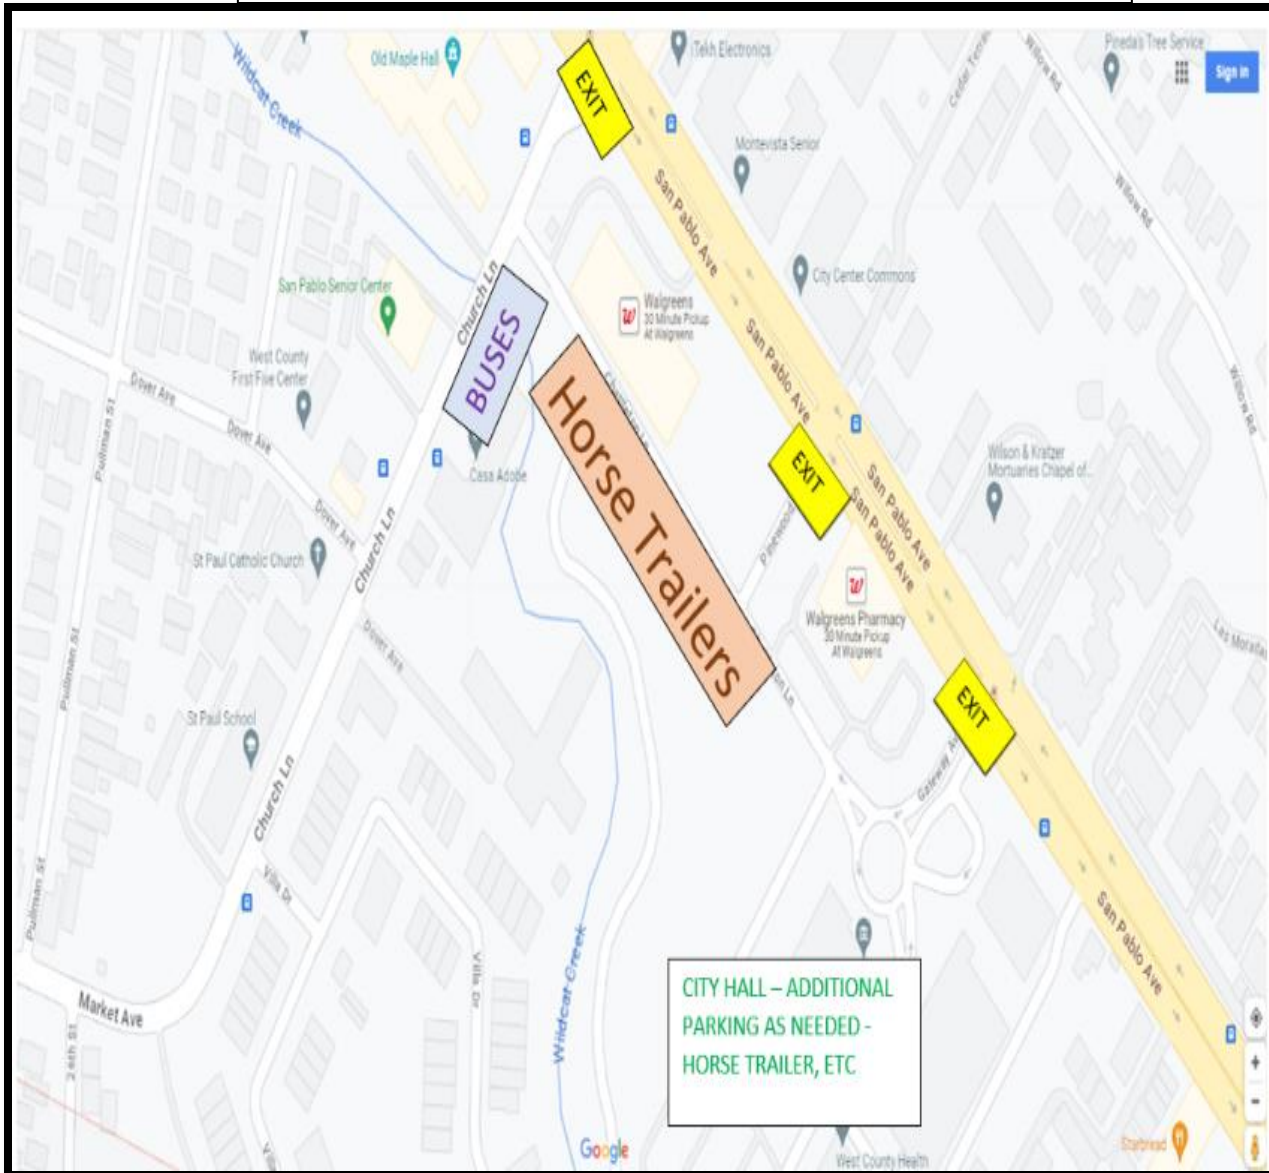 Old Maple Hall
iTekh Electronics
Pineda's Tree Service
Sign in
EXIT
Wildcat Creek
Willow Rd
Montevista Senior
Willow Rd
San Pablo Ave
City Center Commons
San Pablo Senior Center
Church Ln
BUSES
Walgreens
30 Minute Pickup
At Walgreens
San Pablo Ave
West County
First Five Center
Dover Ave
Dover Ave
Pullman St
Willow Rd
Horse Trailers
Casa Adobe
EXIT
San Pablo Ave
San Pablo Ave
Wilson & Kratzer
Mortuaries Chapel of...
Dover Ave
Church Ln
St Paul Catholic Church
Walgreens Pharmacy
30 Minute Pickup
At Walgreens
Dover Ave
Pullman St
EXIT
St Paul School
Church Ln
Gateway
Villa Dr
Pullman St
San Pablo Ave
Villa Dr
Wildcat Creek
Market Ave
CITY HALL – ADDITIONAL
PARKING AS NEEDED -
HORSE TRAILER, ETC
Google
West County Health
Starbread